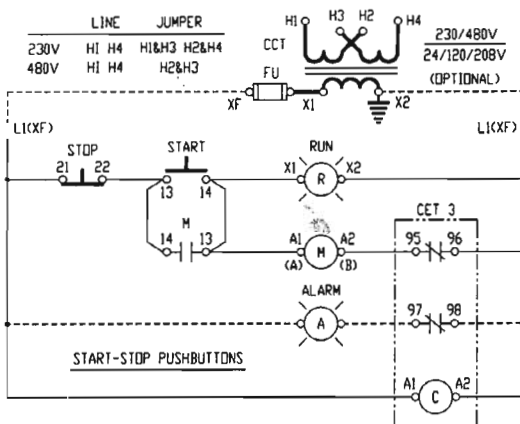 LINE JUMPER
230V H1 H4 H1&H3 H2&H4
480V H1 H4 H2&H3
H1 H3 H2 H4
CCT
230/480V
24/120/208V
(OPTIONAL)
FU
XF X1 X2
L1(XF) L1(XF)
STOP START RUN
21 22 13 14 X1 R X2
CET 3
M
14 13 A1 M A2 95 96
(A) (B)
ALARM
A 97 98
START-STOP PUSHBUTTONS
A1 C A2